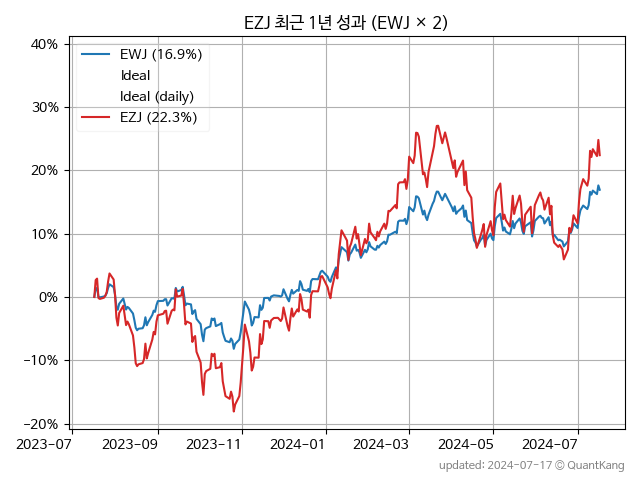 EZJ 최근 1년 성과 (EWJ × 2)
40%
30%
20%
10%
0%
−10%
−20%
EWJ (16.9%)
Ideal
Ideal (daily)
EZJ (22.3%)
2023-07 2023-09 2023-11 2024-01 2024-03 2024-05 2024-07
updated: 2024-07-17 © QuantKang